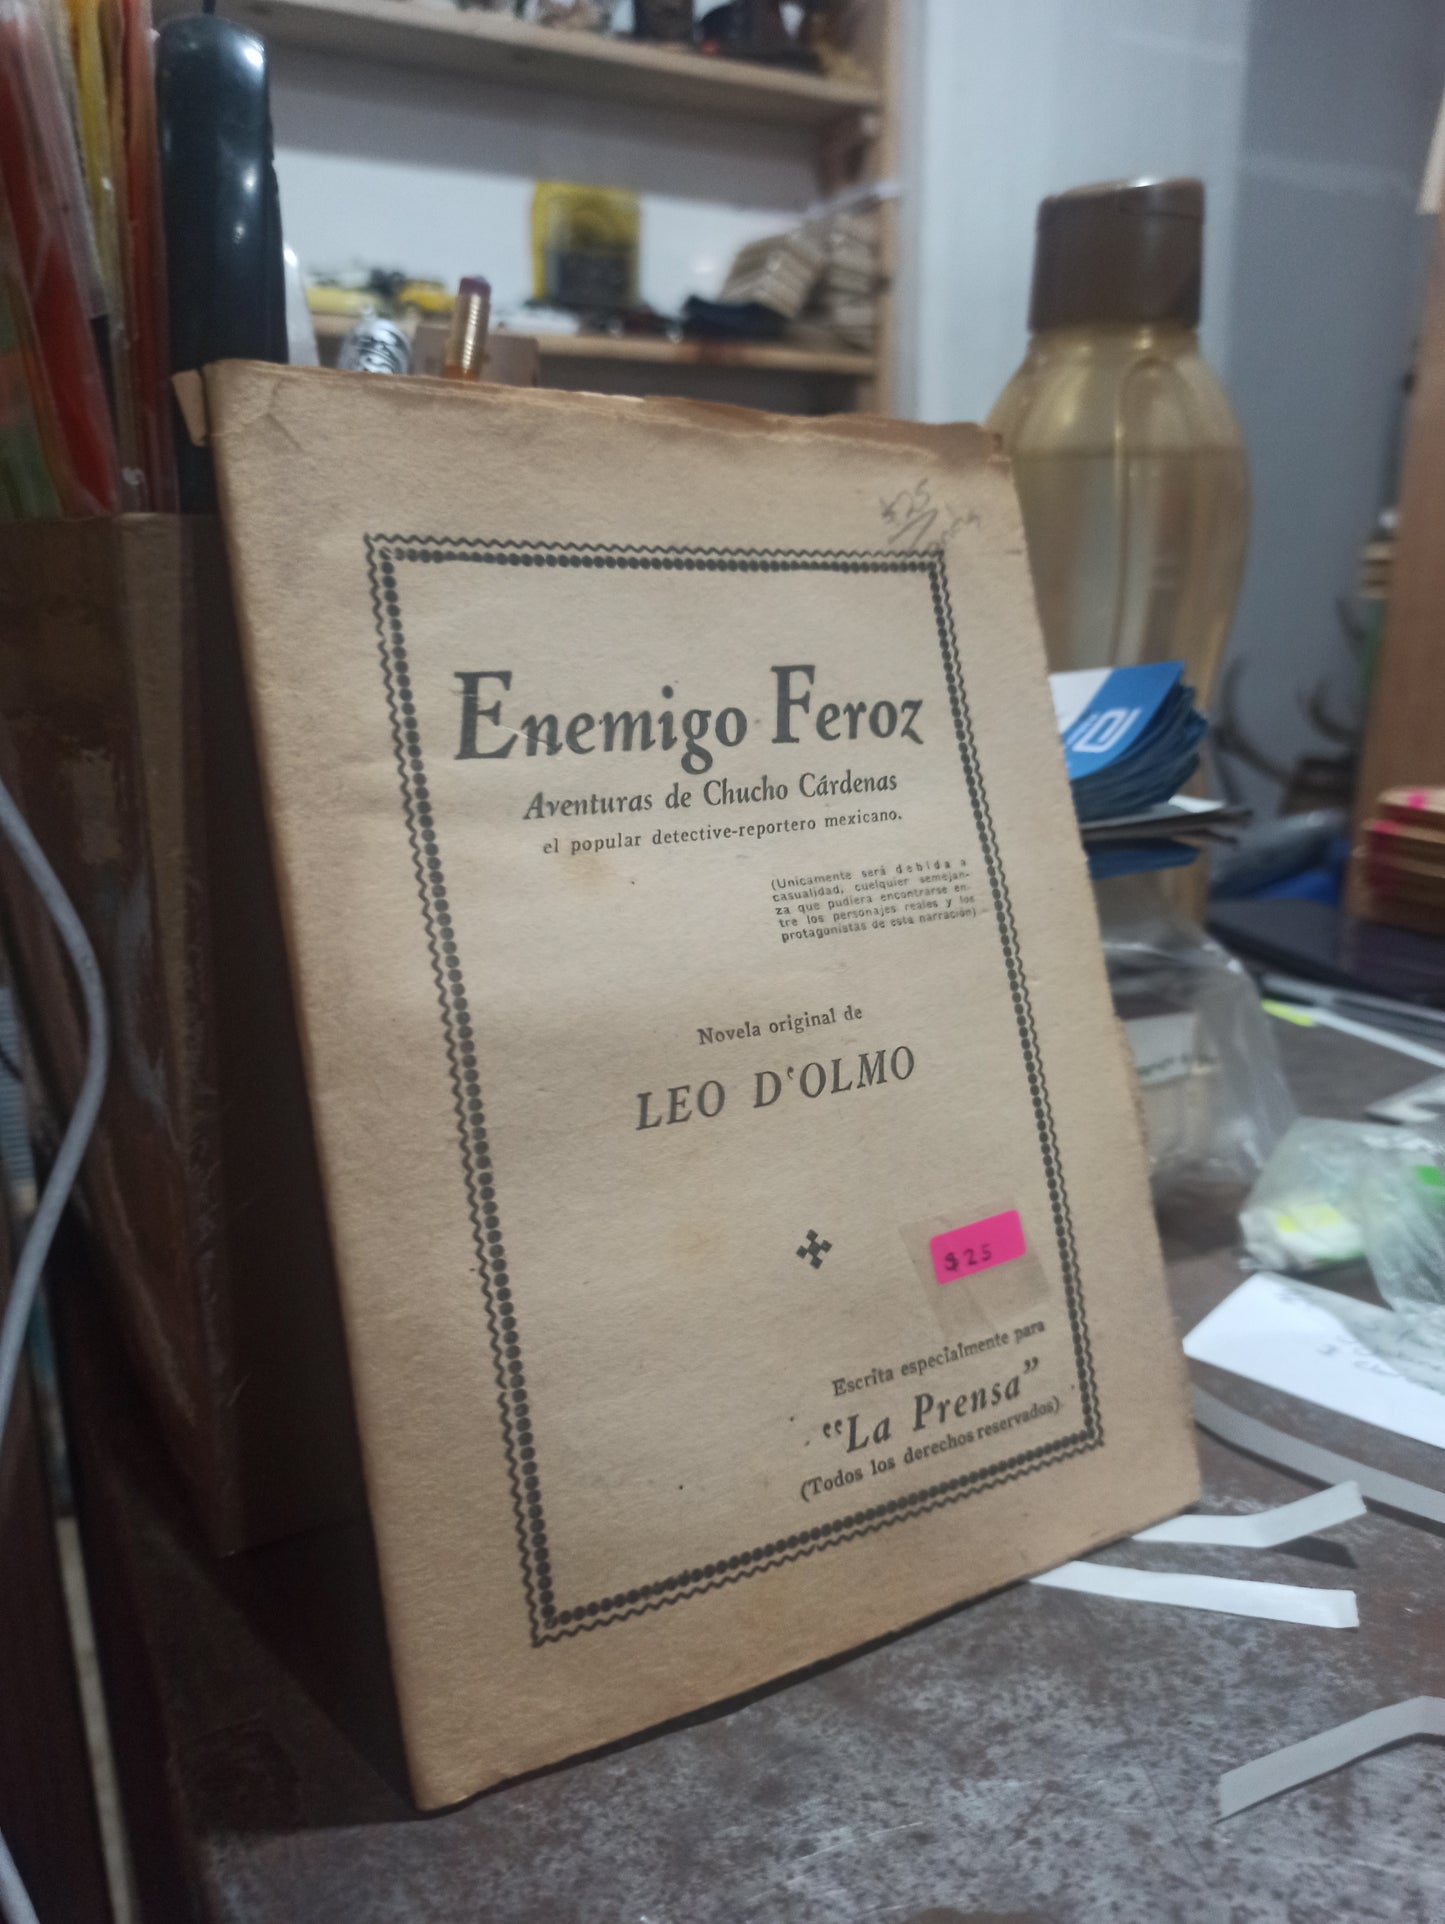 $25
Enemigo Feroz
Aventuras de Chucho Cárdenas
el popular detective-reportero mexicano.
(Unicamente será debida a
casualidad, cualquier semejan-
za que pudiera encontrarse en-
tre los personajes reales y los
protagonistas de esta narración)
Novela original de
LEO D'OLMO
$25
Escrita especialmente para
"La Prensa"
(Todos los derechos reservados)